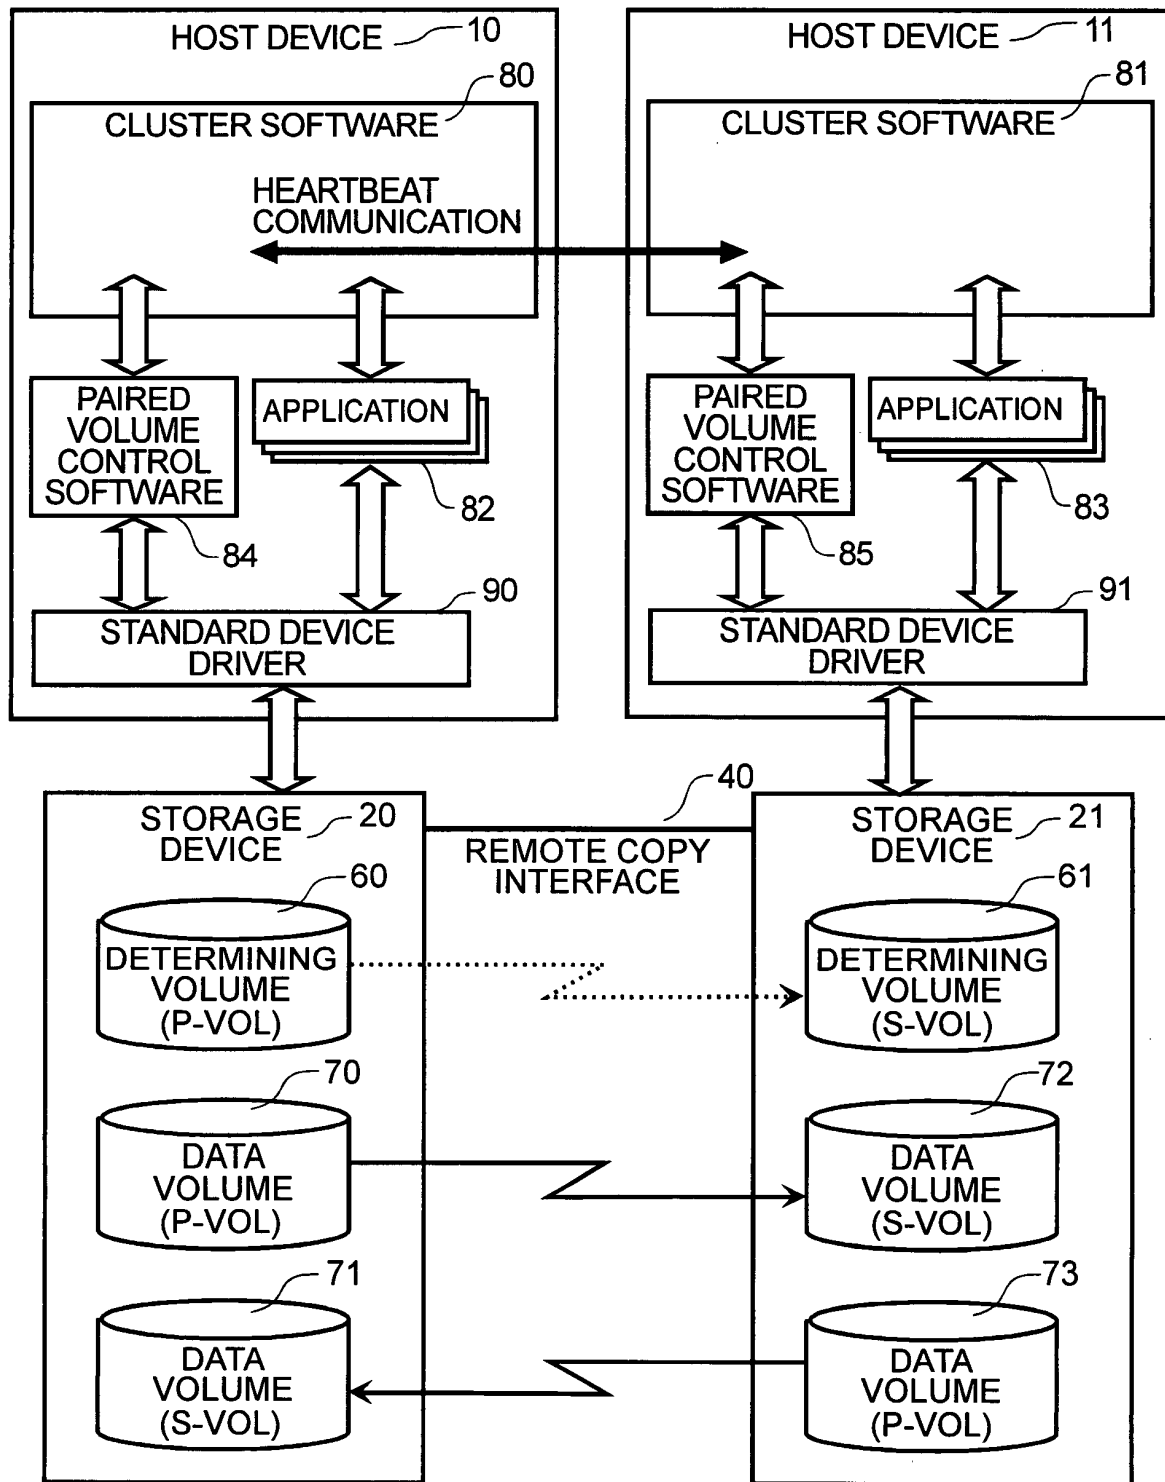 HOST DEVICE 10
CLUSTER SOFTWARE 80
HEARTBEAT
COMMUNICATION
PAIRED
VOLUME
CONTROL
SOFTWARE
84
APPLICATION
82
STANDARD DEVICE
DRIVER
90
HOST DEVICE 11
CLUSTER SOFTWARE 81
PAIRED
VOLUME
CONTROL
SOFTWARE
85
APPLICATION
83
STANDARD DEVICE
DRIVER
91
STORAGE
DEVICE
20
40
REMOTE COPY
INTERFACE
STORAGE
DEVICE
21
60
DETERMINING
VOLUME
(P-VOL)
61
DETERMINING
VOLUME
(S-VOL)
70
DATA
VOLUME
(P-VOL)
72
DATA
VOLUME
(S-VOL)
71
DATA
VOLUME
(S-VOL)
73
DATA
VOLUME
(P-VOL)